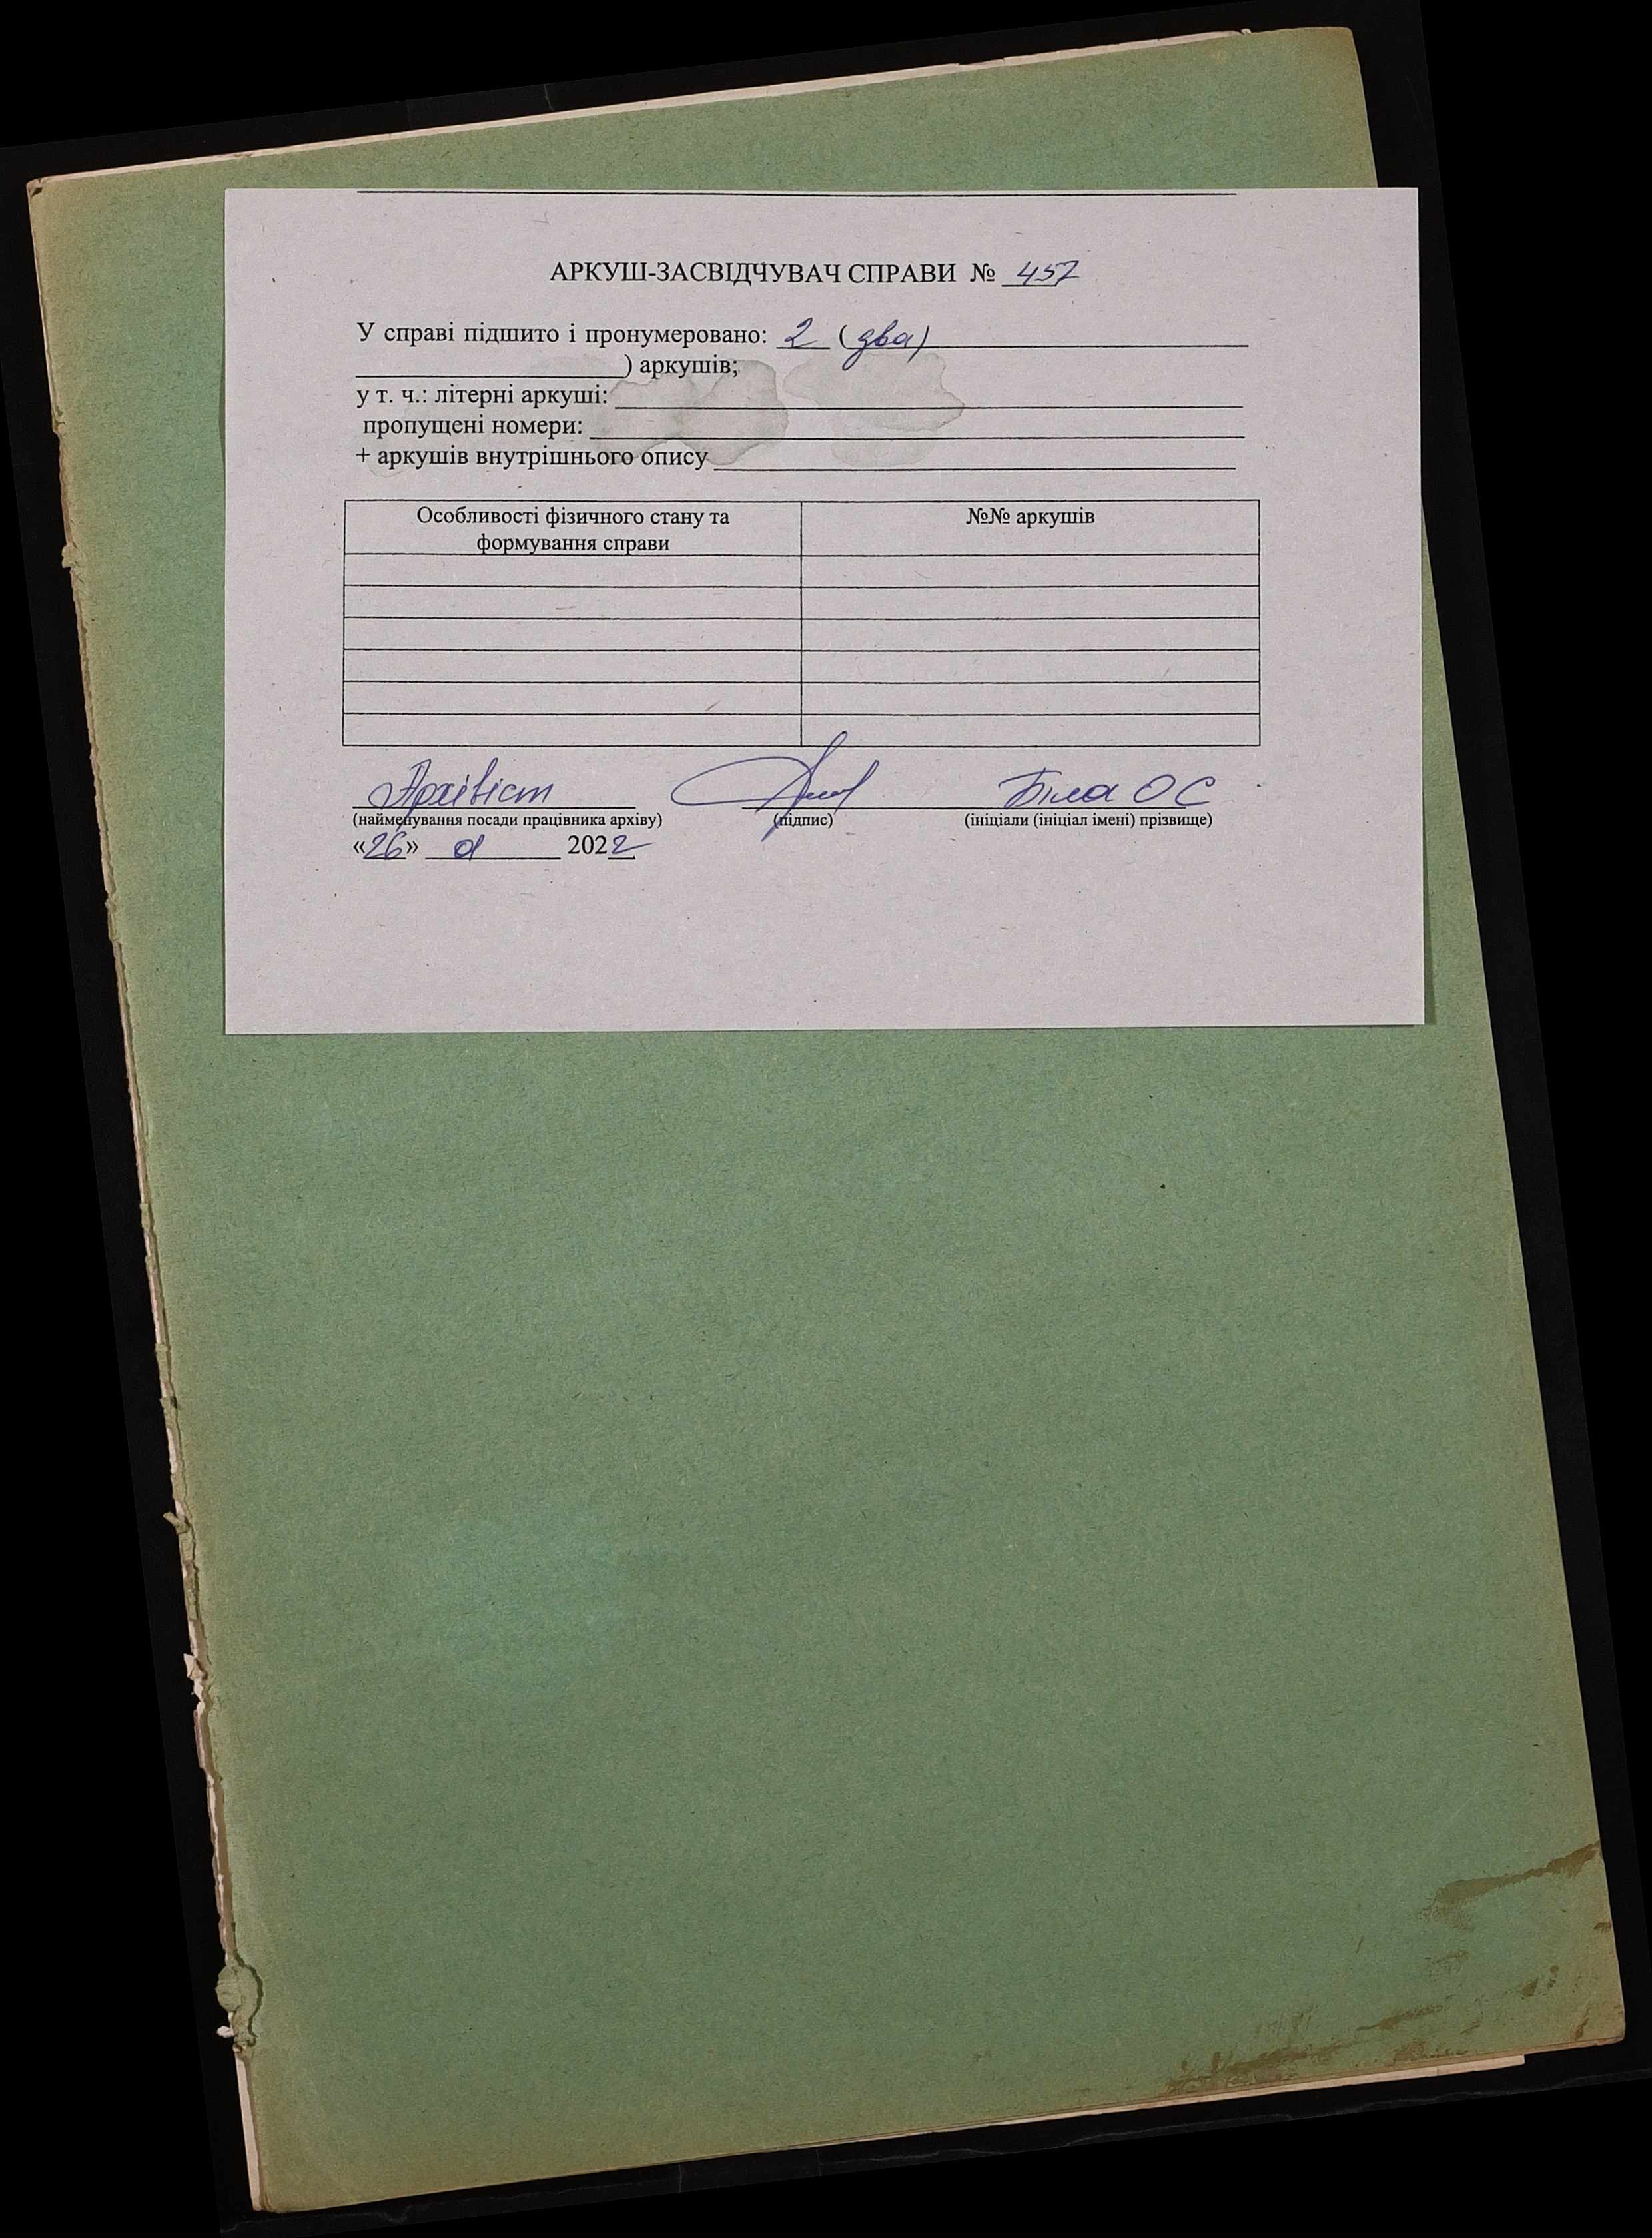 АРКУШ-ЗАСВІДЧУВАЧ СПРАВИ № 457
У справі підшито і пронумеровано: 2 (два)
) аркушів;
у т. ч.: літерні аркуші:
пропущені номери:
+ аркушів внутрішнього опису
Особливості фізичного стану та формування справи №№ аркушів
Архівіст Біла О С
(найменування посади працівника архіву) (підпис) (ініціали (ініціал імені) прізвище)
«26» 2022